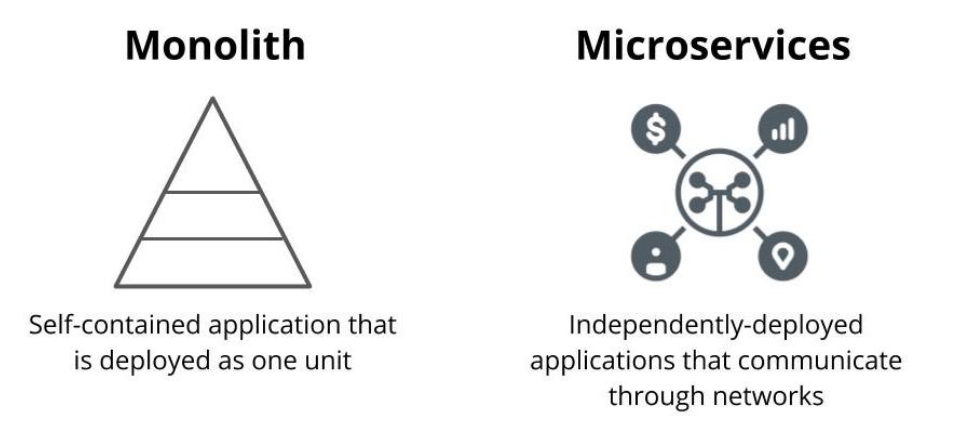 Monolith
Self-contained application that
is deployed as one unit
Microservices
$
Independently-deployed
applications that communicate
through networks